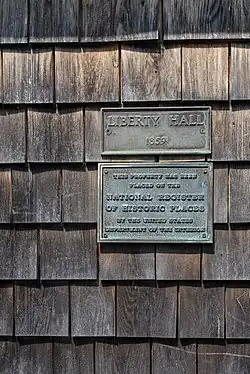 LIBERTY HALL
1859
THIS PROPERTY HAS BEEN
PLACED ON THE
NATIONAL REGISTER
OF HISTORIC PLACES
BY THE UNITED STATES
DEPARTMENT OF THE INTERIOR